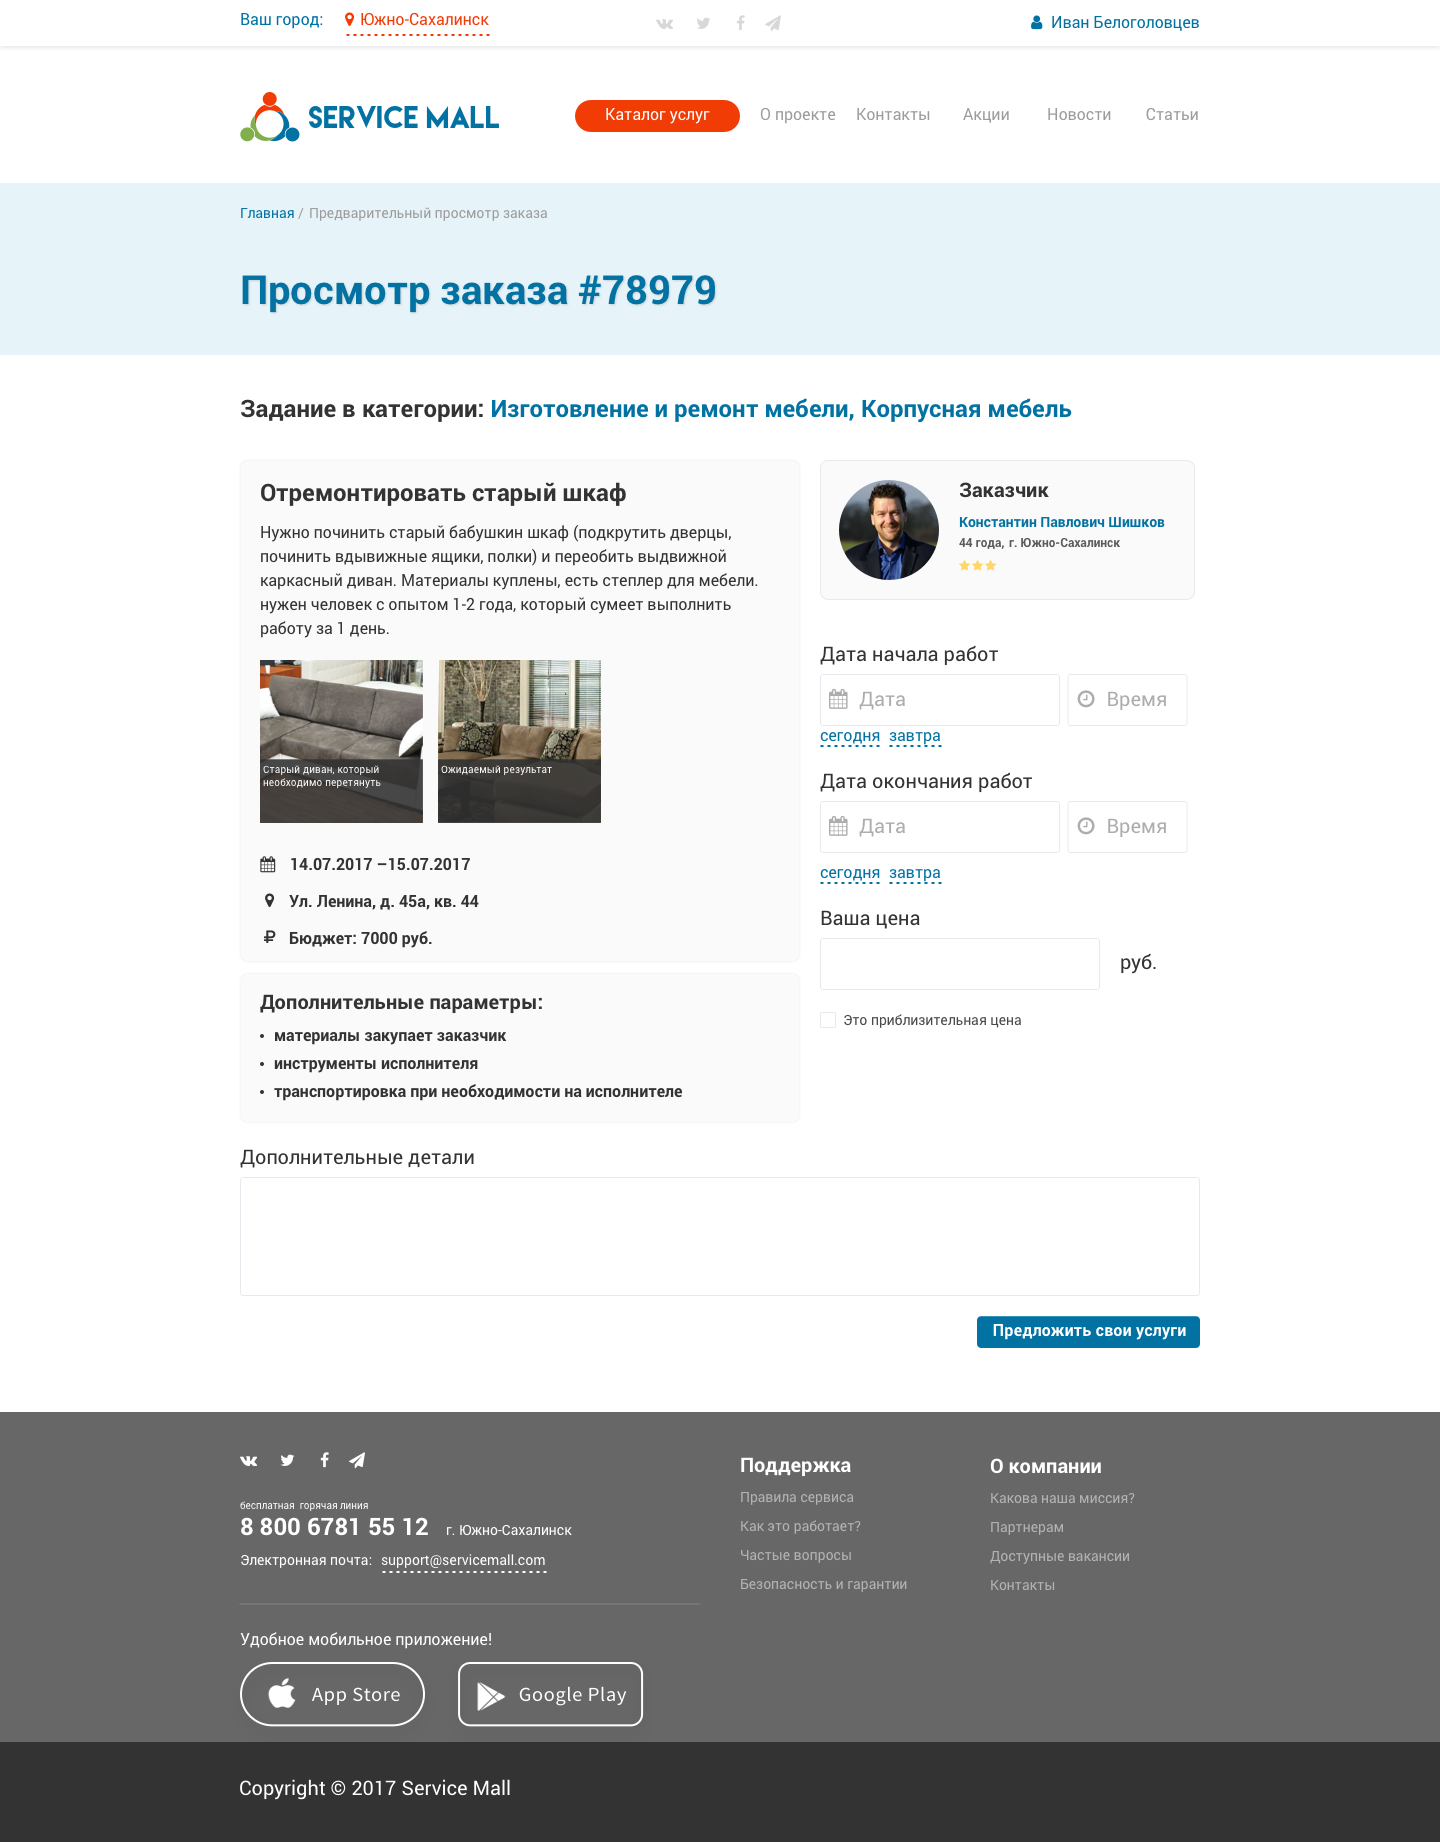 Ваш город: Южно-Сахалинск
Иван Белоголовцев
SERVICE MALL
Каталог услуг
О проекте
Контакты
Акции
Новости
Статьи
Главная / Предварительный просмотр заказа
Просмотр заказа #78979
Задание в категории: Изготовление и ремонт мебели, Корпусная мебель
Отремонтировать старый шкаф
Нужно починить старый бабушкин шкаф (подкрутить дверцы,
починить вдывижные ящики, полки) и переобить выдвижной
каркасный диван. Материалы куплены, есть степлер для мебели.
нужен человек с опытом 1-2 года, который сумеет выполнить
работу за 1 день.
Старый диван, который
необходимо перетянуть
Ожидаемый результат
14.07.2017 –15.07.2017
Ул. Ленина, д. 45а, кв. 44
Бюджет: 7000 руб.
Дополнительные параметры:
• материалы закупает заказчик
• инструменты исполнителя
• транспортировка при необходимости на исполнителе
Заказчик
Константин Павлович Шишков
44 года, г. Южно-Сахалинск
Дата начала работ
Дата
Время
сегодня завтра
Дата окончания работ
Дата
Время
сегодня завтра
Ваша цена
руб.
Это приблизительная цена
Дополнительные детали
Предложить свои услуги
бесплатная горячая линия
8 800 6781 55 12 г. Южно-Сахалинск
Электронная почта: support@servicemall.com
Удобное мобильное приложение!
App Store
Google Play
Поддержка
Правила сервиса
Как это работает?
Частые вопросы
Безопасность и гарантии
О компании
Какова наша миссия?
Партнерам
Доступные вакансии
Контакты
Copyright © 2017 Service Mall